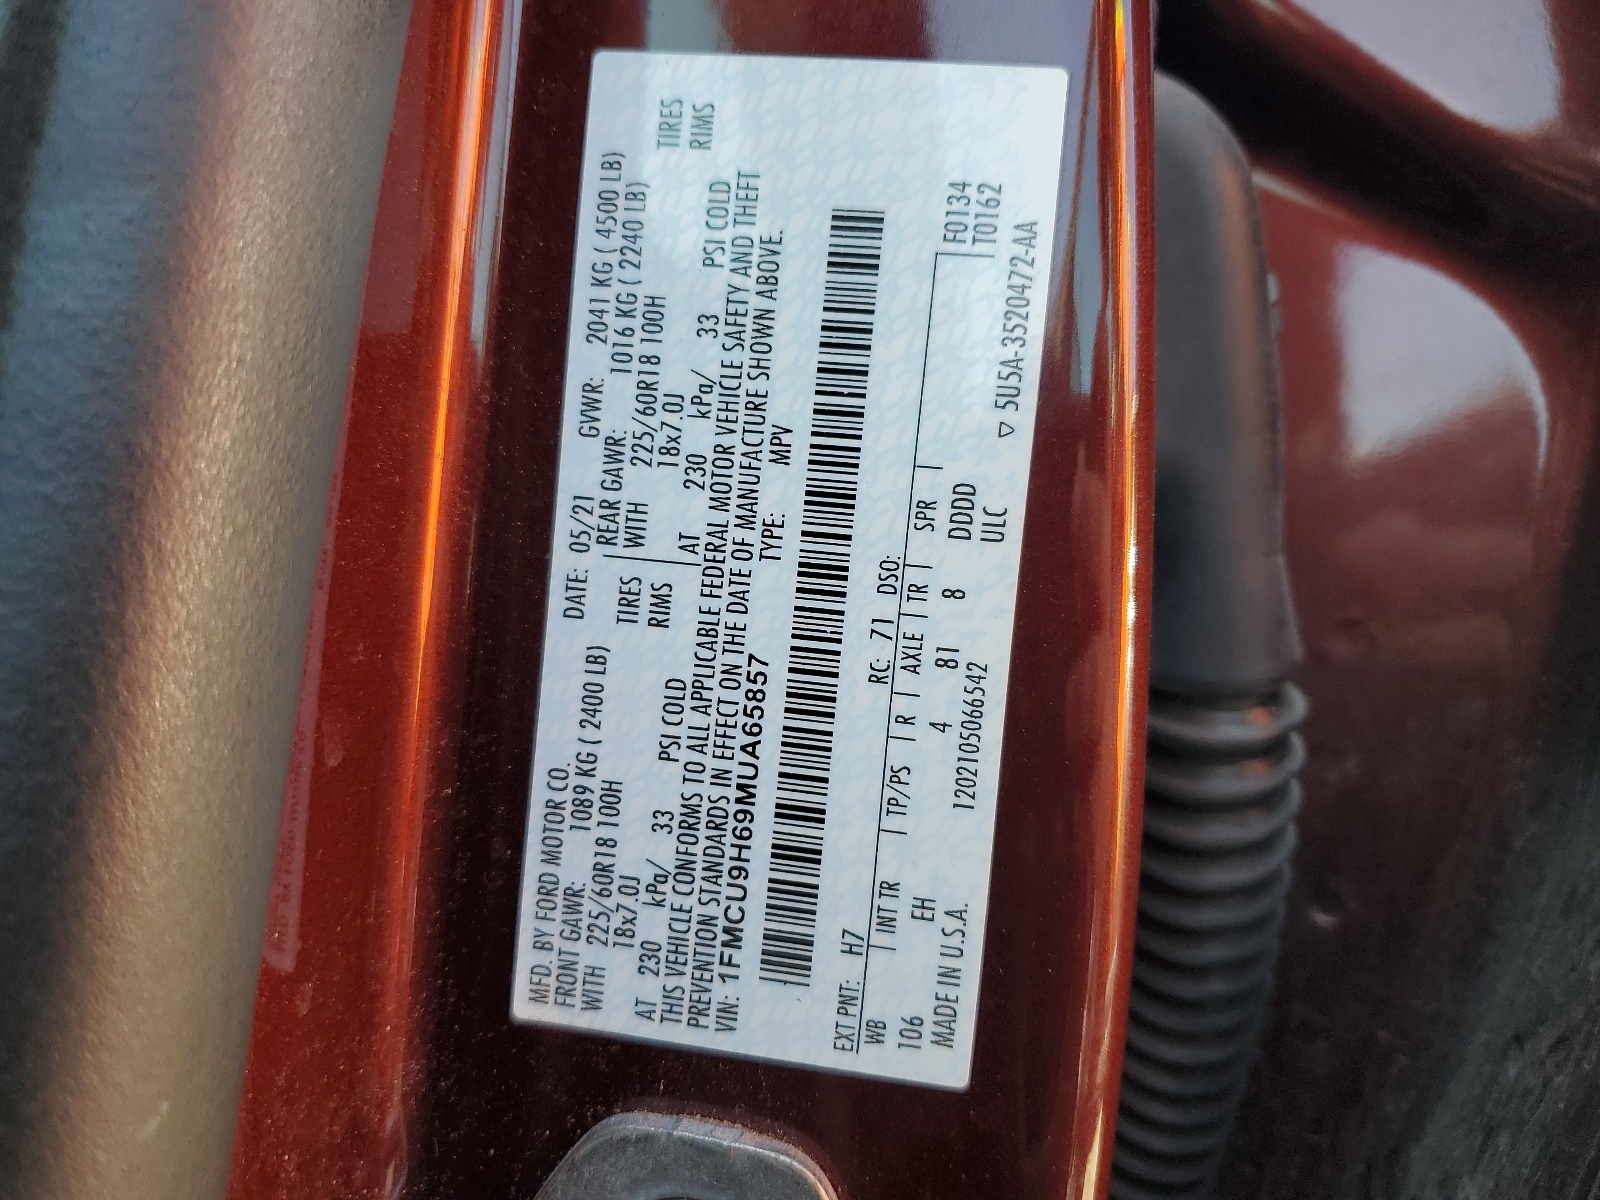 MFD. BY FORD MOTOR CO. DATE: 05/21 GVWR: 2041 KG ( 4500 LB)
FRONT GAWR: 1089 KG ( 2400 LB) REAR GAWR: 1016 KG ( 2240 LB)
WITH 225/60R18 100H TIRES WITH 225/60R18 100H TIRES
18x7.0J RIMS 18x7.0J RIMS
AT 230 kPa/ 33 PSI COLD AT 230 kPa/ 33 PSI COLD
THIS VEHICLE CONFORMS TO ALL APPLICABLE FEDERAL MOTOR VEHICLE SAFETY AND THEFT
PREVENTION STANDARDS IN EFFECT ON THE DATE OF MANUFACTURE SHOWN ABOVE.
VIN: 1FMCU9H69MUA65857 TYPE: MPV
EXT PNT: H7 RC: 71 DSO:
WB INT TR TP/PS R AXLE TR SPR F0134
106 EH 4 81 8 DDDD T0162
MADE IN U.S.A. 1202105066542 ULC
▽ 5U5A-3520472-AA